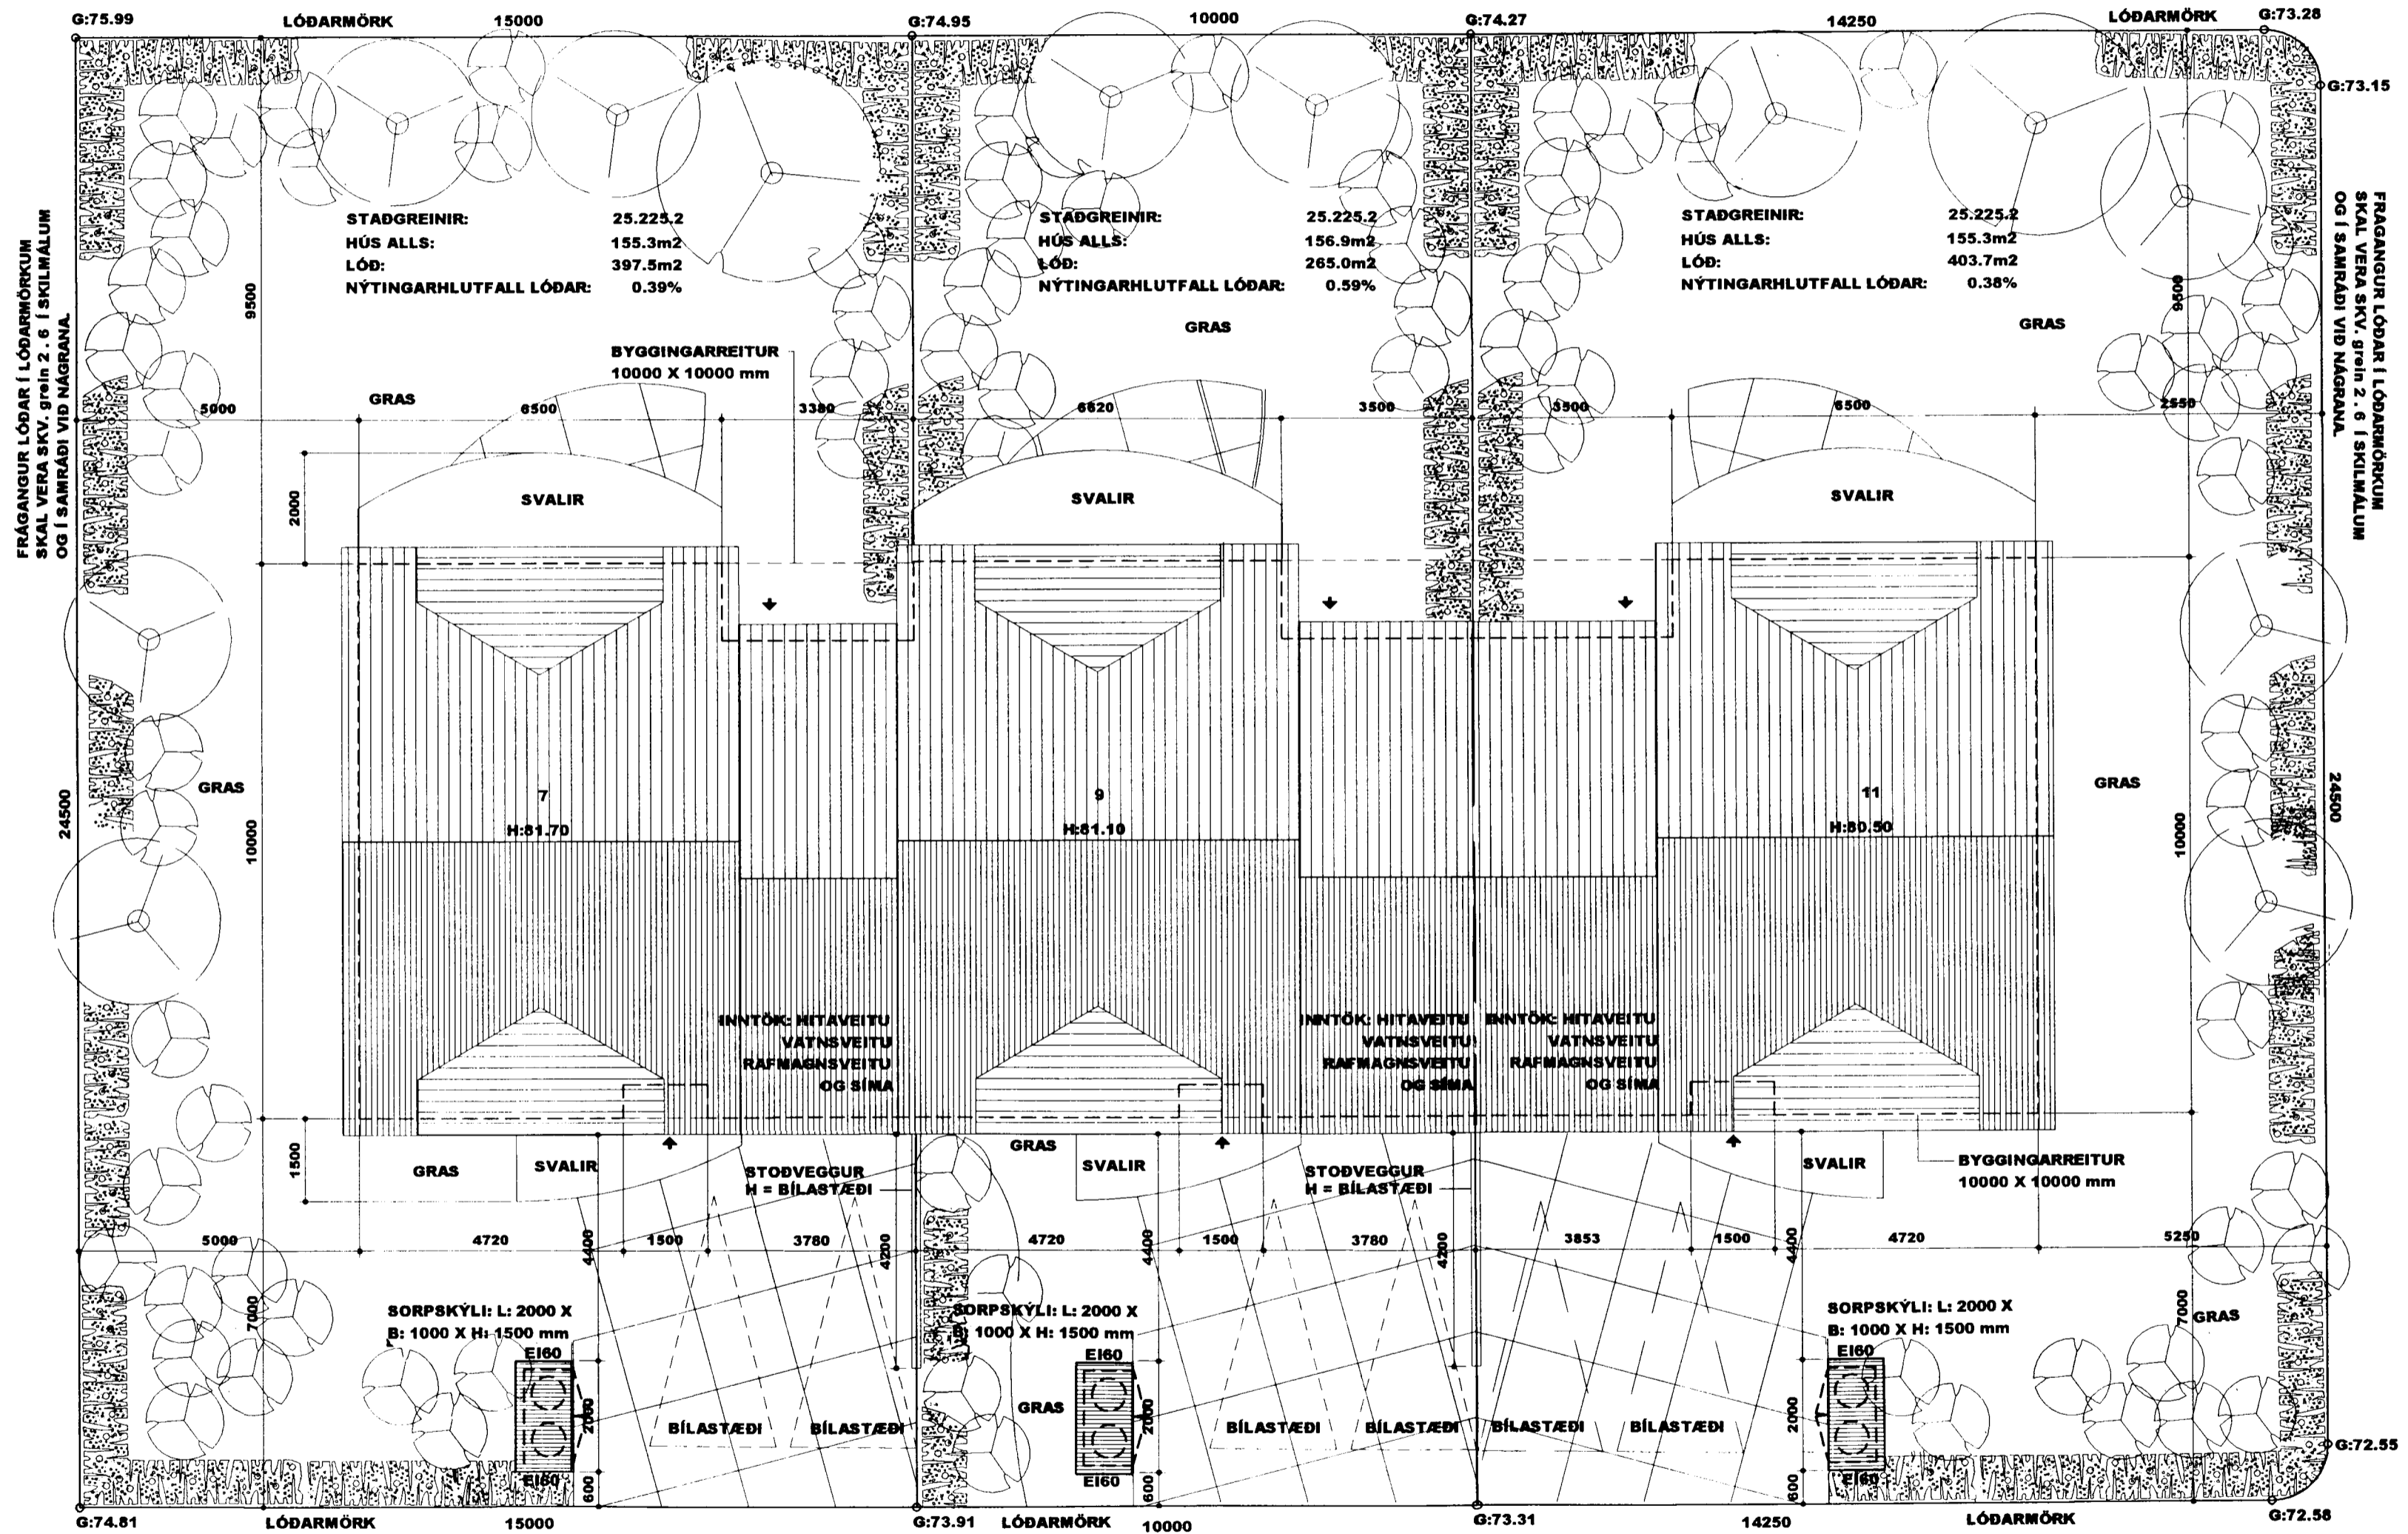 G:75.99 LÓÐARMÖRK 15000 G:74.95 10000 G:74.27 14250 LÓÐARMÖRK G:73.28
G:73.15
FRÁGANGUR LÓÐAR Í LÓÐARMÖRKUM
SKAL VERA SKV. grein 2 . 6 Í SKILMÁLUM
OG Í SAMRÁÐI VIÐ NÁGRANA.
STAÐGREINIR: 25.225.2
HÚS ALLS: 155.3m2
LÓÐ: 397.5m2
NÝTINGARHLUTFALL LÓÐAR: 0.39%
STAÐGREINIR: 25.225.2
HÚS ALLS: 156.9m2
LÓÐ: 265.0m2
NÝTINGARHLUTFALL LÓÐAR: 0.59%
STAÐGREINIR: 25.225.2
HÚS ALLS: 155.3m2
LÓÐ: 403.7m2
NÝTINGARHLUTFALL LÓÐAR: 0.38%
FRÁGANGUR LÓÐAR Í LÓÐARMÖRKUM
SKAL VERA SKV. grein 2 . 6 Í SKILMÁLUM
OG Í SAMRÁÐI VIÐ NÁGRANA.
9500
9500
GRAS
GRAS
BYGGINGARREITUR
10000 X 10000 mm
GRAS
5000 6500 3380 6620 3500 3500 6500 2550
2000
SVALIR
SVALIR
SVALIR
24500
GRAS
10000
7
H:81.70
9
H:81.10
11
H:80.50
GRAS
10000
24500
INNTÖK: HITAVEITU
VATNSVEITU
RAFMAGNSVEITU
OG SÍMA
INNTÖK: HITAVEITU
VATNSVEITU
RAFMAGNSVEITU
OG SÍMA
INNTÖK: HITAVEITU
VATNSVEITU
RAFMAGNSVEITU
OG SÍMA
1500
GRAS
SVALIR
STOÐVEGGUR
H = BÍLASTÆÐI
GRAS
SVALIR
STOÐVEGGUR
H = BÍLASTÆÐI
SVALIR
BYGGINGARREITUR
10000 X 10000 mm
5000 4720 4400 1500 3780 4200 4720 4400 1500 3780 4200 3853 1500 4400 4720 5250
7000
SORPSKÝLI: L: 2000 X
B: 1000 X H: 1500 mm
EI60
2000
EI60
600
BÍLASTÆÐI
BÍLASTÆÐI
SORPSKÝLI: L: 2000 X
B: 1000 X H: 1500 mm
EI60
GRAS
2000
EI60
600
BÍLASTÆÐI
BÍLASTÆÐI
BÍLASTÆÐI
BÍLASTÆÐI
SORPSKÝLI: L: 2000 X
B: 1000 X H: 1500 mm
EI60
2000
EI60
600
7000
GRAS
G:72.55
G:74.81 LÓÐARMÖRK 15000 G:73.91 LÓÐARMÖRK 10000 G:73.31 14250 LÓÐARMÖRK G:72.58